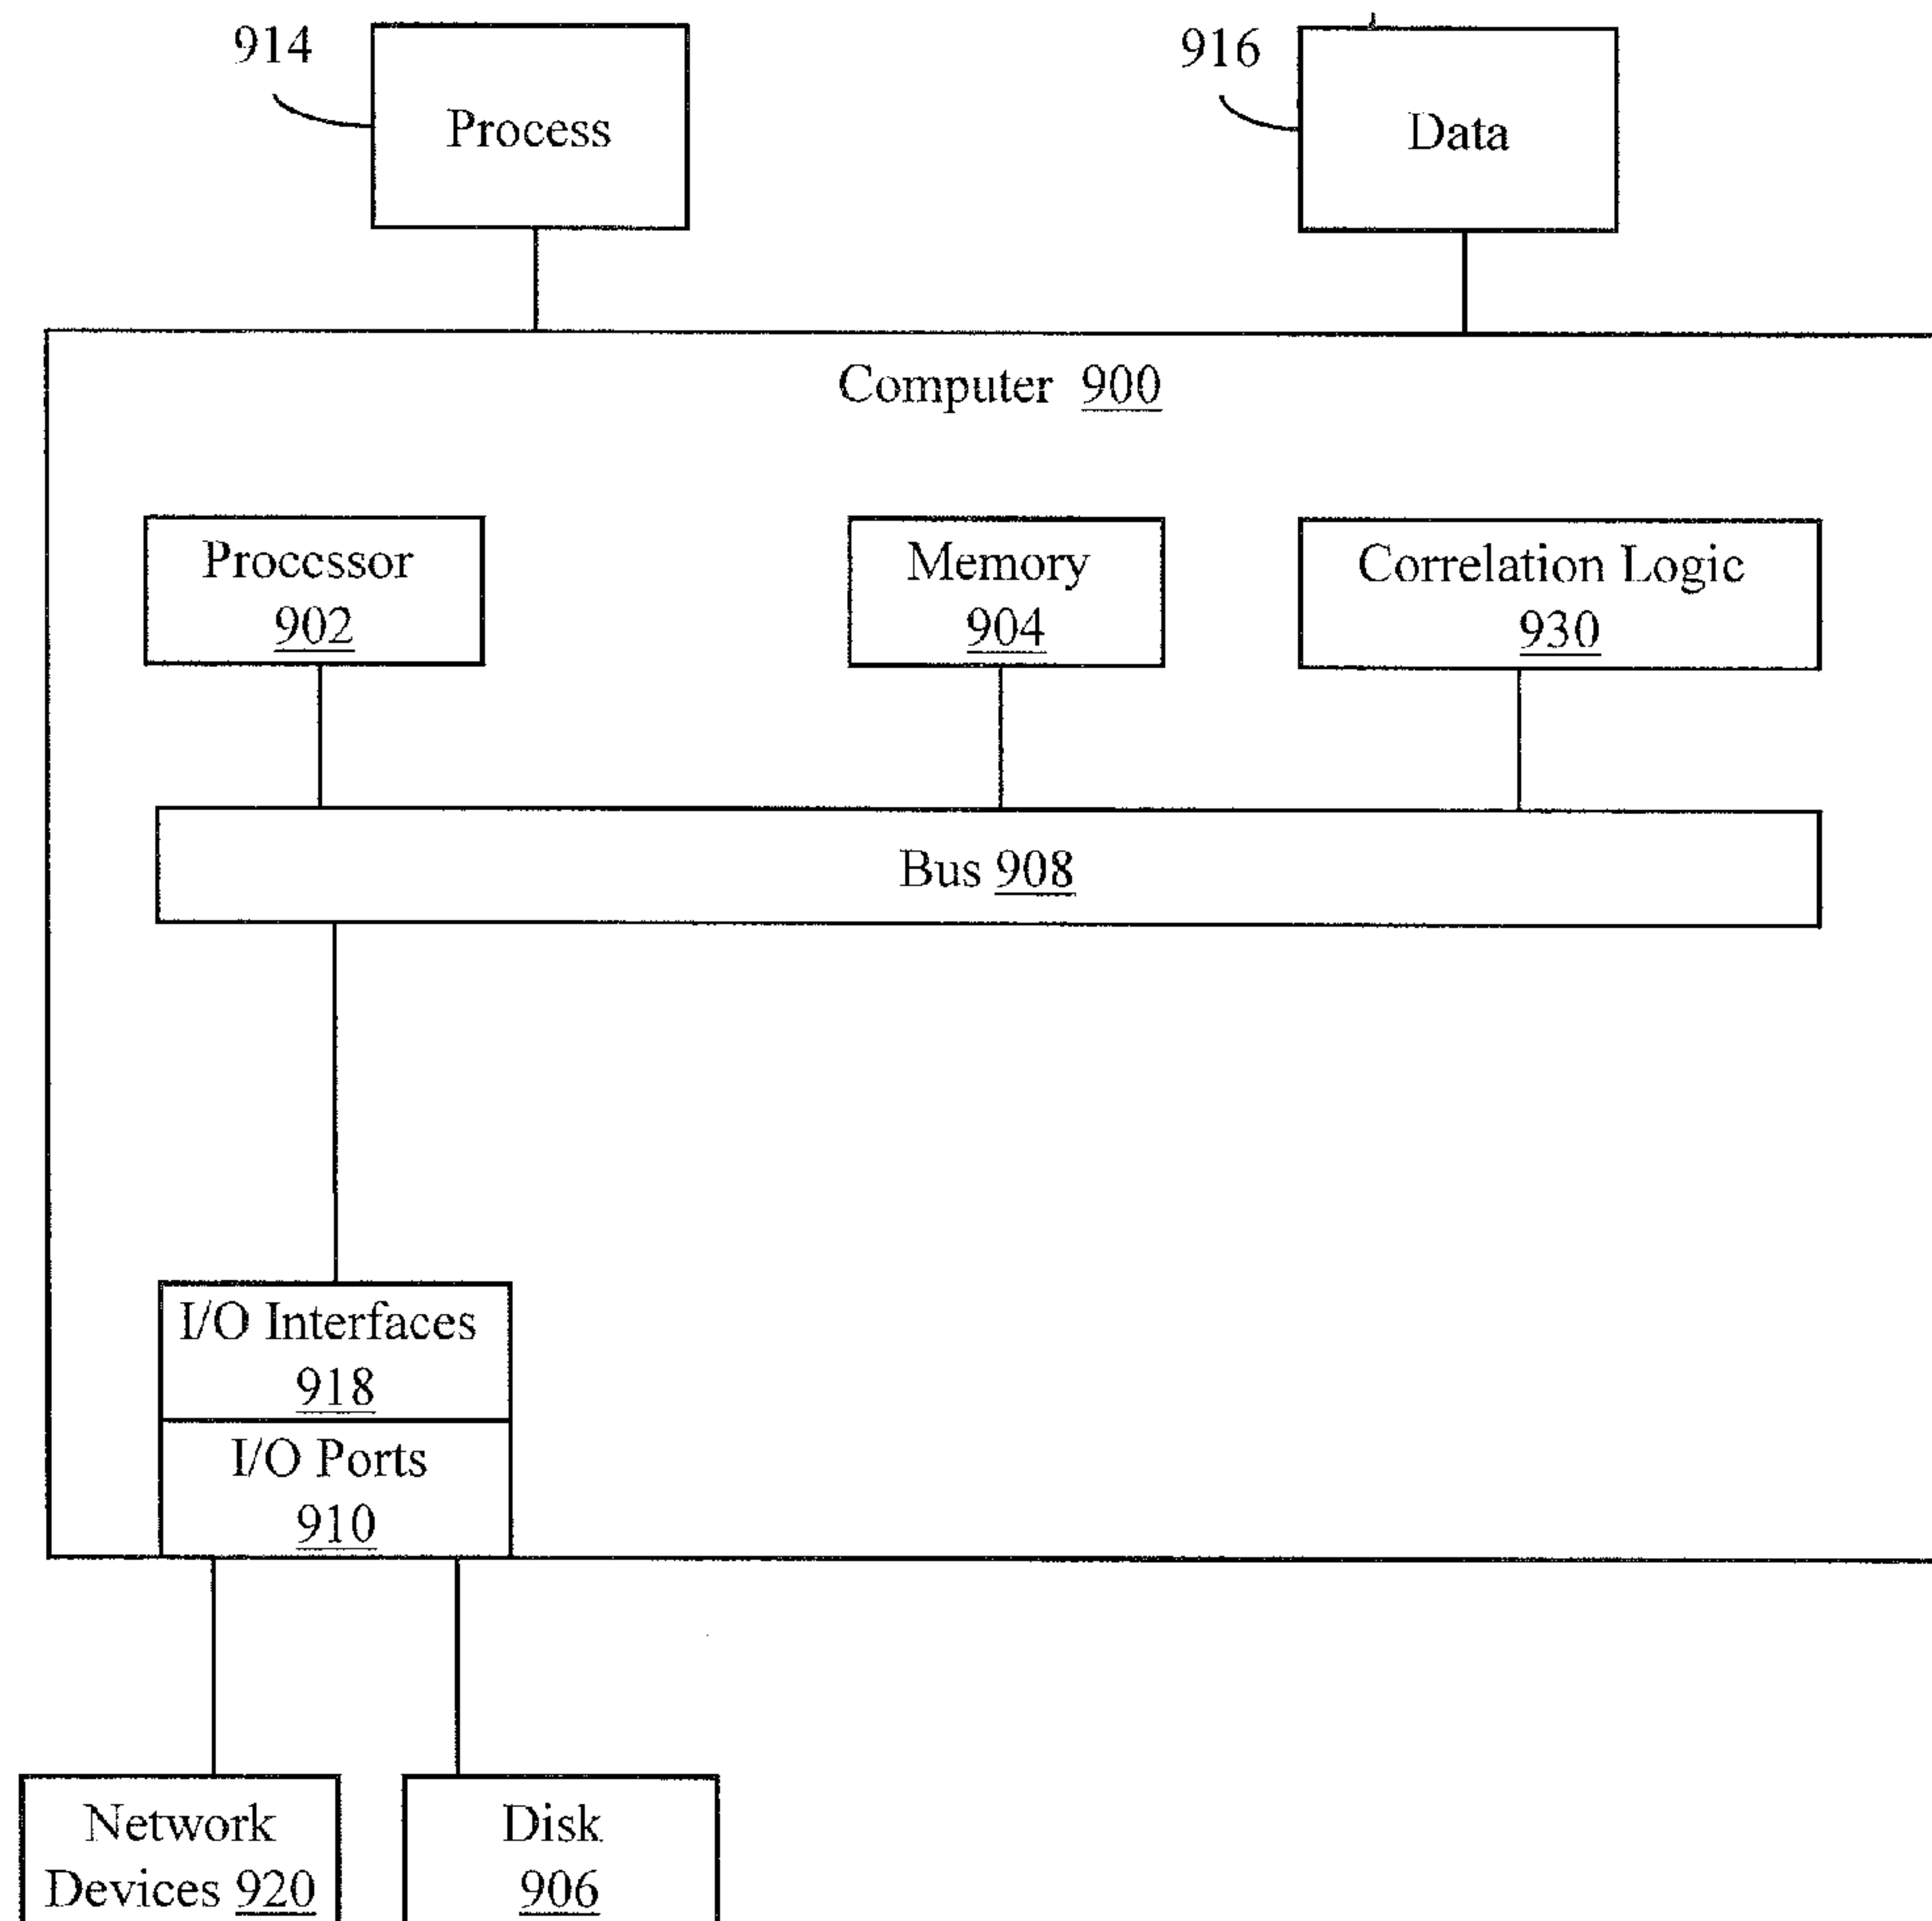 914
Process
916
Data
Computer 900
Processor
902
Memory
904
Correlation Logic
930
Bus 908
I/O Interfaces
918
I/O Ports
910
Network
Devices 920
Disk
906